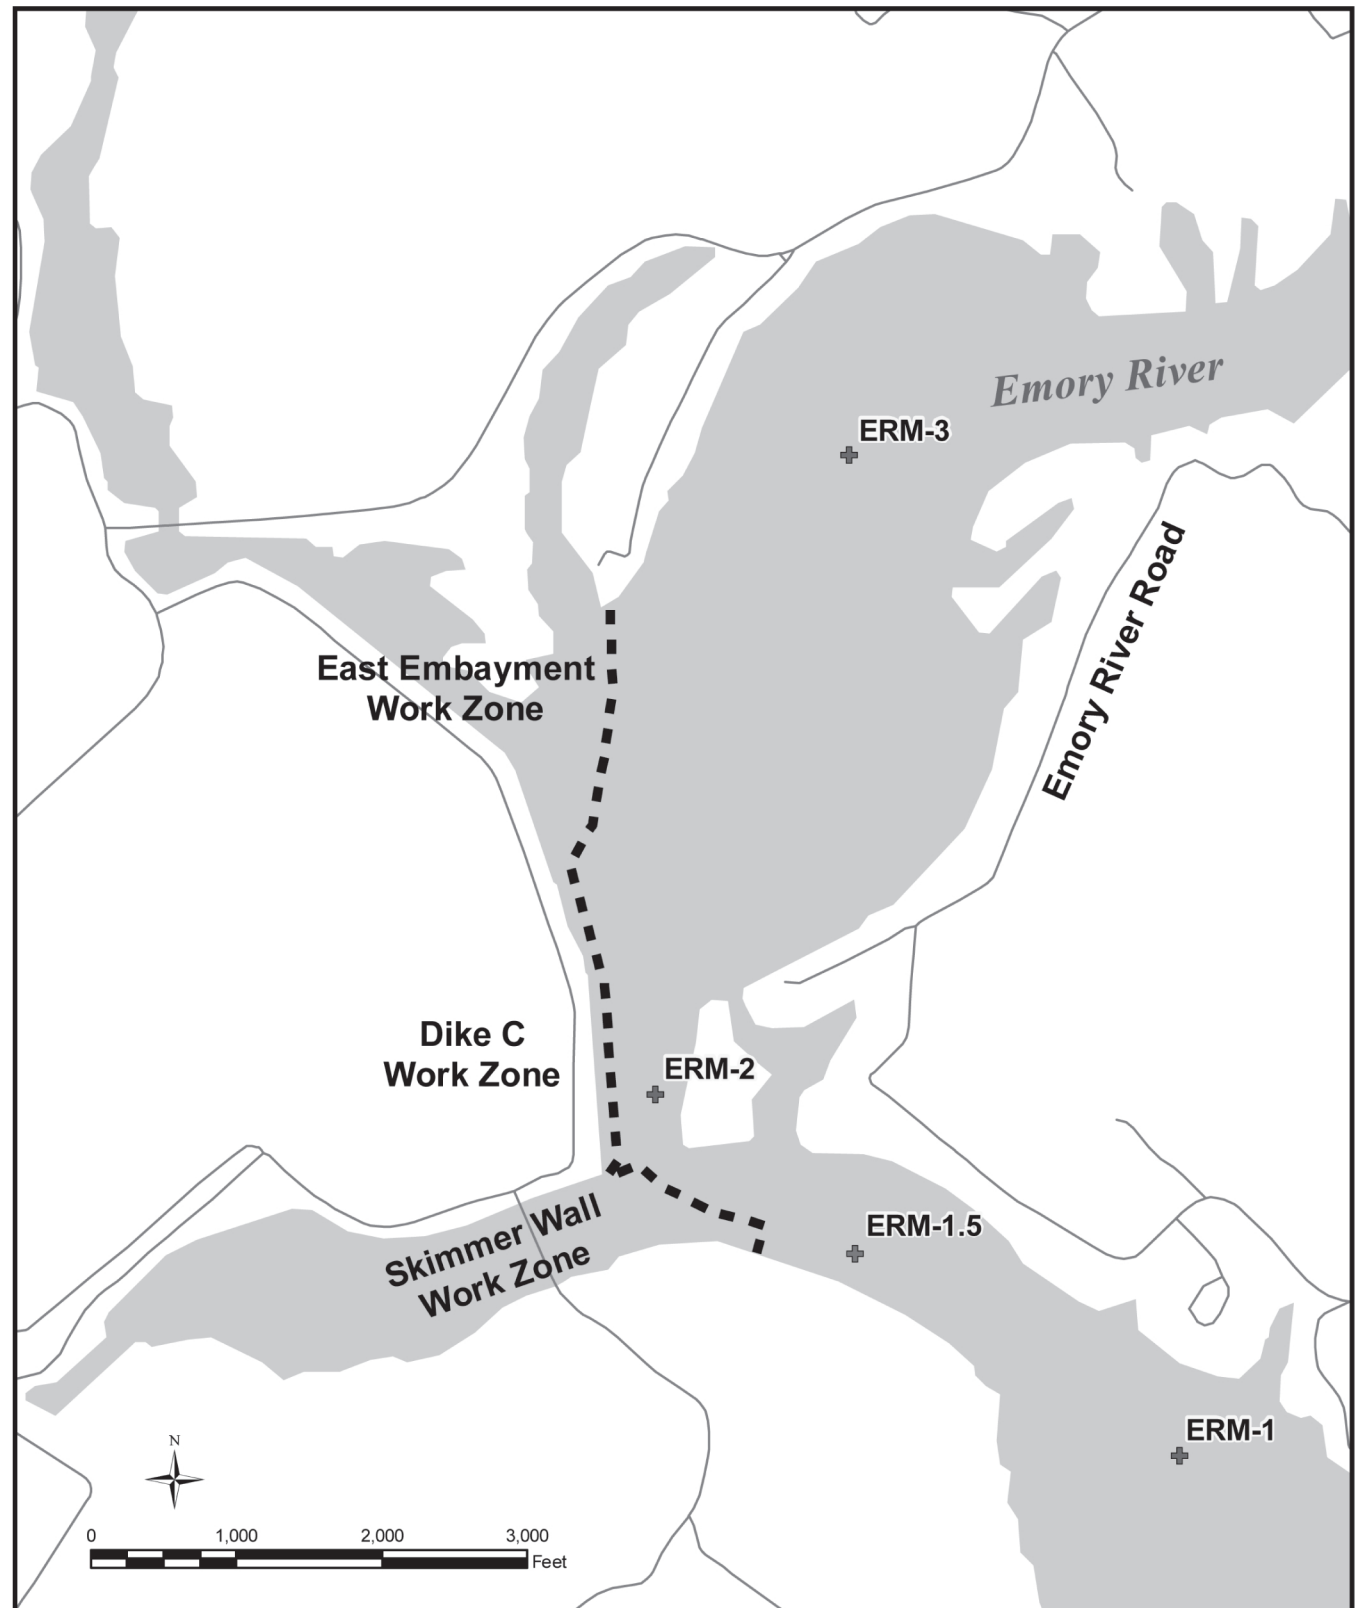 Emory River
ERM-3
Emory River Road
East Embayment
Work Zone
Dike C
Work Zone
ERM-2
Skimmer Wall
Work Zone
ERM-1.5
ERM-1
N
0 1,000 2,000 3,000
Feet